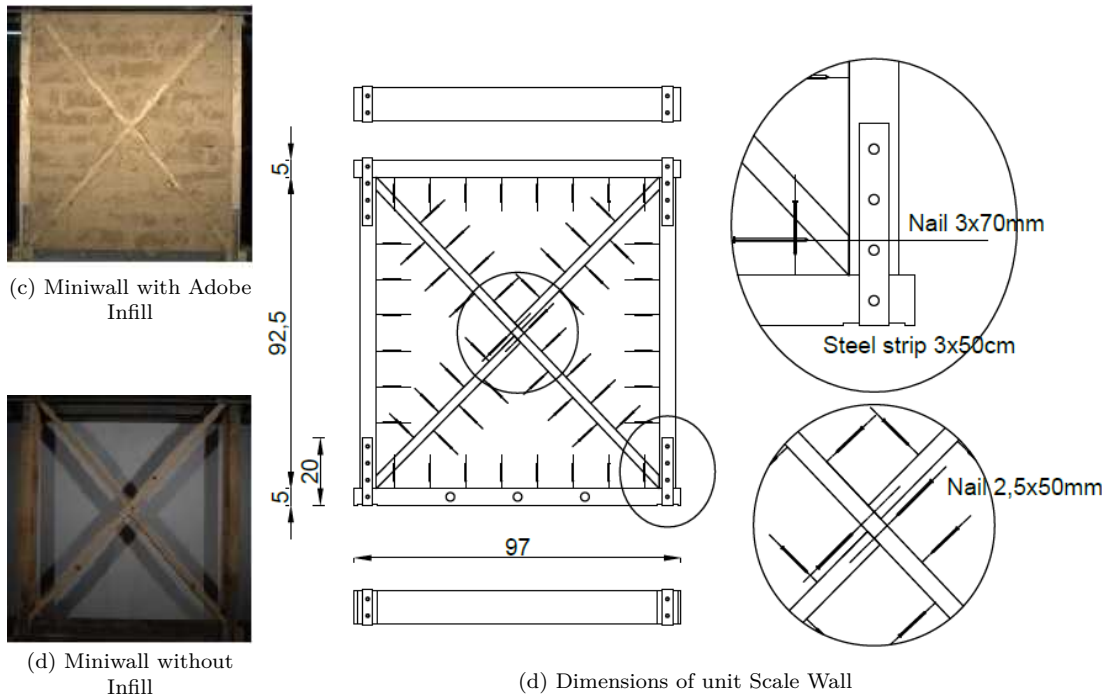 (c) Miniwall with Adobe
Infill
(d) Miniwall without
Infill
,5,
92,5
20
,5,
97
Nail 3x70mm
Steel strip 3x50cm
Nail 2,5x50mm
(d) Dimensions of unit Scale Wall